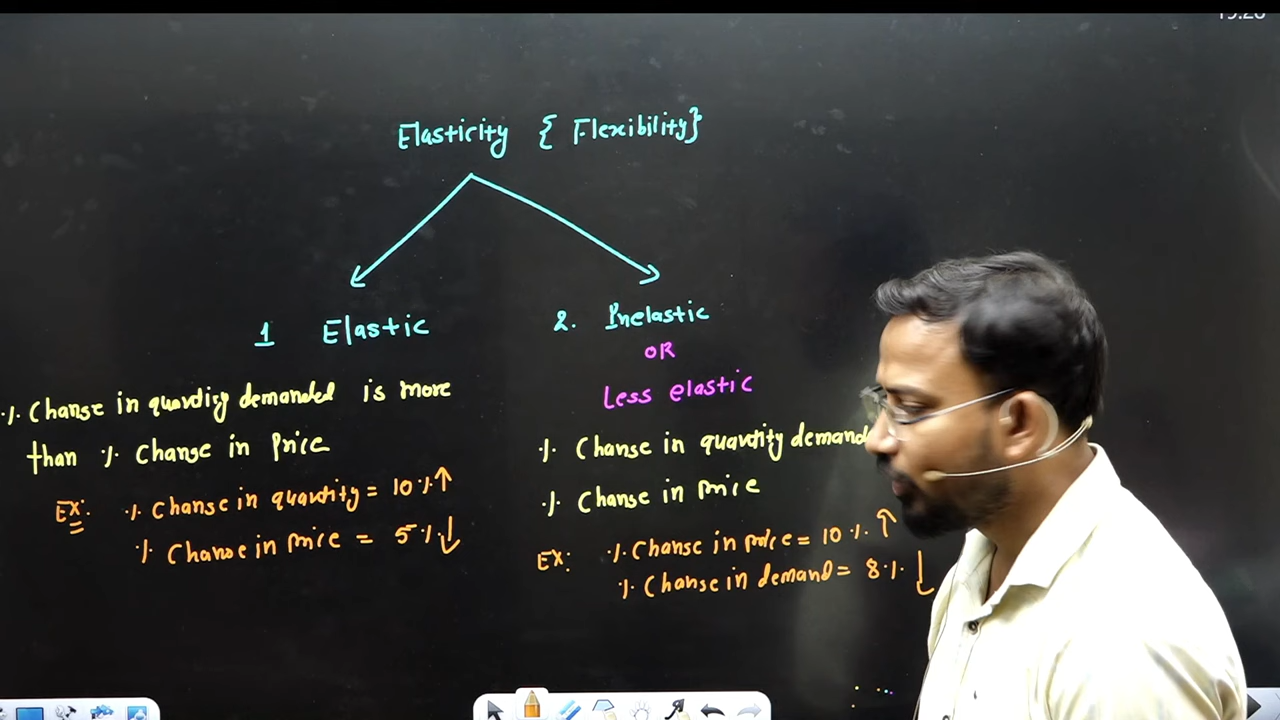 Elasticity { Flexibility}
1 Elastic
% Change in quantity demanded is more
than % Change in Price
Ex: % Change in quantity = 10%↑
% Change in price = 5%↓
2. Inelastic
OR
Less elastic
% Change in quantity demand
% Change in price
Ex: % Change in price = 10%↑
% Change in demand = 8%↓